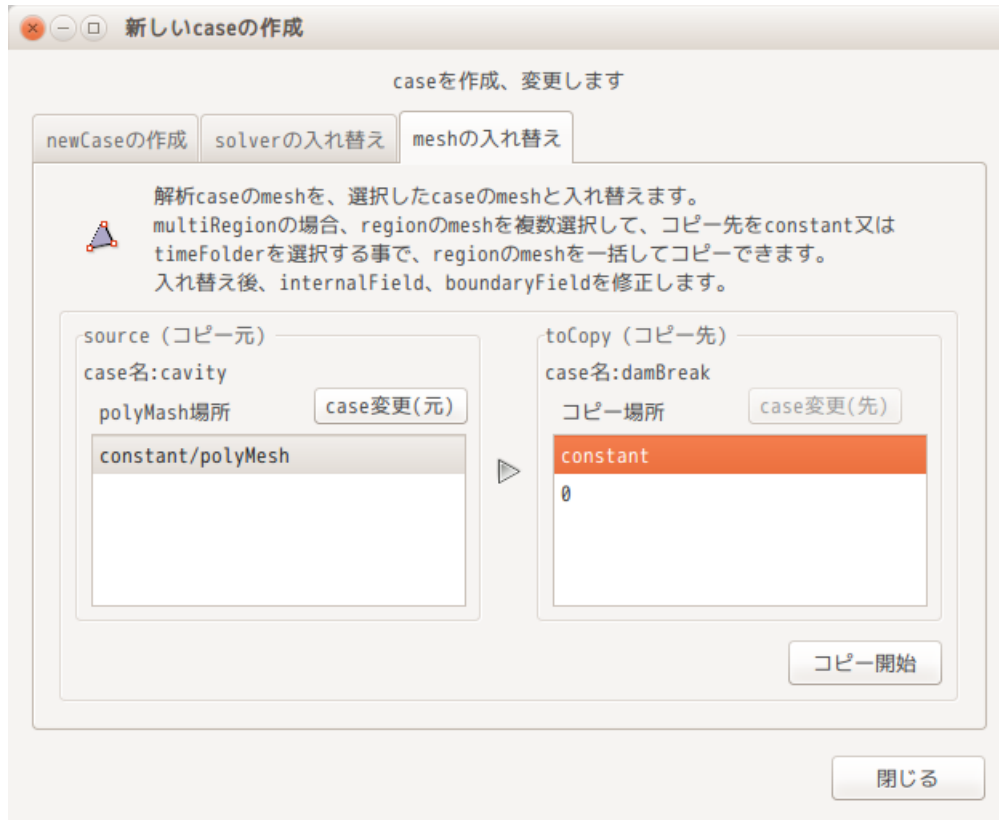 新しいcaseの作成
caseを作成、変更します
newCaseの作成 solverの入れ替え meshの入れ替え
解析caseのmeshを、選択したcaseのmeshと入れ替えます。
multiRegionの場合、regionのmeshを複数選択して、コピー先をconstant又は
timeFolderを選択する事で、regionのmeshを一括してコピーできます。
入れ替え後、internalField、boundaryFieldを修正します。
source (コピー元)
case名:cavity
polyMash場所 case変更(元)
constant/polyMesh
toCopy (コピー先)
case名:damBreak
コピー場所 case変更(先)
constant
0
コピー開始
閉じる